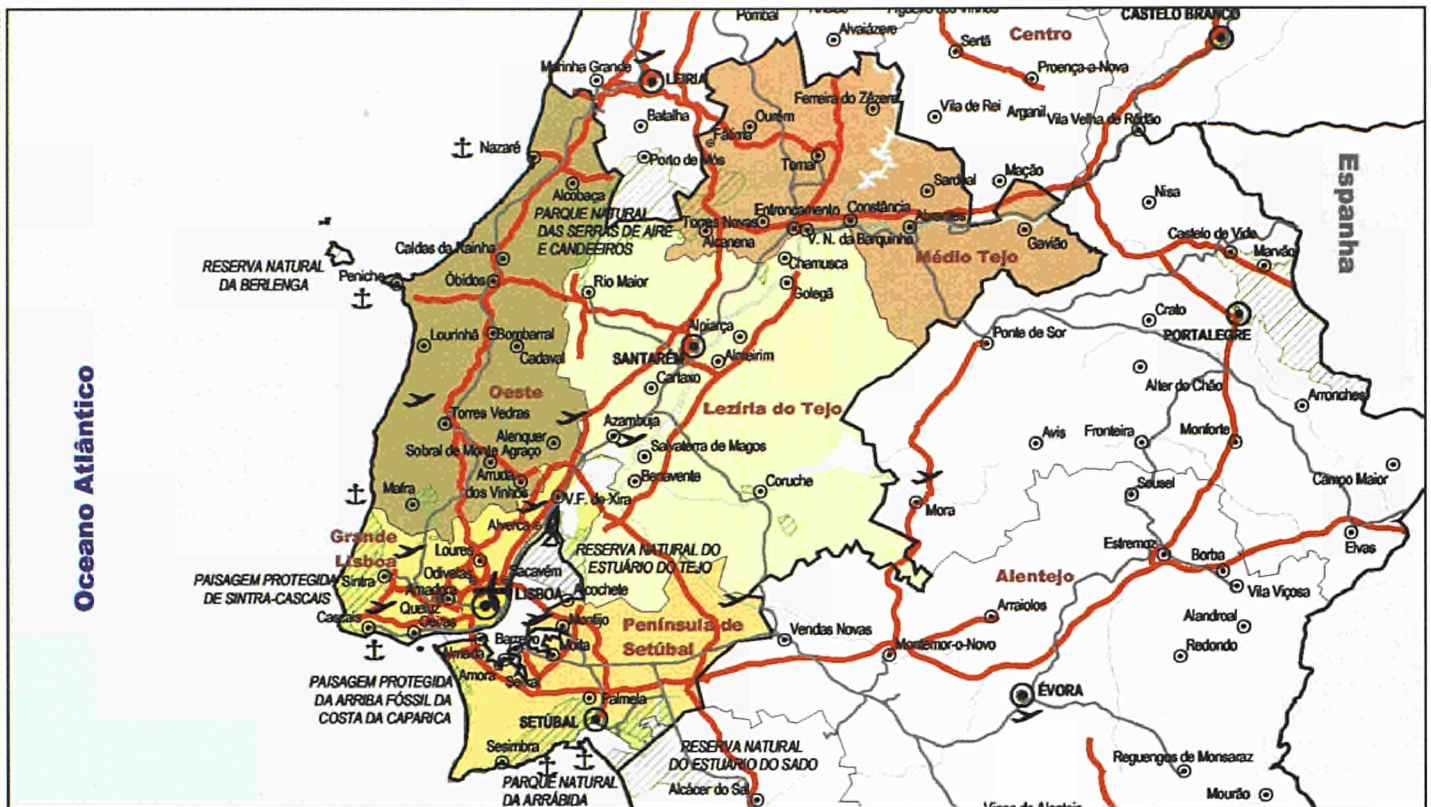 Pombal
Alvaiázere
CASTELO BRANCO
Centro
Sertã
Proença-a-Nova
Marinha Grande
LEIRIA
Ferreira do Zêzere
Vila de Rei
Arganil
Vila Velha de Ródão
Batalha
Ourém
Fátima
Nazaré
Porto de Mós
Tomar
Espanha
Alcobaça
Sardoal
Mação
Nisa
PARQUE NATURAL
DAS SERRAS DE AIRE
E CANDEEIROS
Torres Novas
Entroncamento
Constância
Abrantes
Alcanena
V. N. da Barquinha
Gavião
Castelo de Vide
Marvão
Caldas da Rainha
RESERVA NATURAL
DA BERLENGA
Peniche
Óbidos
Rio Maior
Chamusca
Médio Tejo
Golegã
Crato
PORTALEGRE
Lourinhã
Bombarral
Cadaval
Alpiarça
SANTARÉM
Almeirim
Ponte de Sor
Cartaxo
Alter do Chão
Arronches
Oceano Atlântico
Oeste
Lezíria do Tejo
Torres Vedras
Azambuja
Alenquer
Sobral de Monte Agraço
Salvaterra de Magos
Avis
Fronteira
Monforte
Arruda
dos Vinhos
Benavente
Coruche
Campo Maior
Mafra
V.F. de Xira
Sousel
Mora
Alverca
Grande
Lisboa
Loures
RESERVA NATURAL DO
ESTUÁRIO DO TEJO
Estremoz
Borba
Elvas
PAISAGEM PROTEGIDA
DE SINTRA-CASCAIS
Sintra
Odivelas
Sacavém
Amadora
LISBOA
Alcochete
Alentejo
Vila Viçosa
Queluz
Cascais
Oeiras
Montijo
Península de
Setúbal
Arraiolos
Alandroal
Barreiro
Moita
Vendas Novas
Montemor-o-Novo
Redondo
Almada
Amora
Seixal
PAISAGEM PROTEGIDA
DA ARRIBA FÓSSIL DA
COSTA DA CAPARICA
Palmela
ÉVORA
SETÚBAL
Sesimbra
RESERVA NATURAL
DO ESTUÁRIO DO SADO
Reguengos de Monsaraz
PARQUE NATURAL
DA ARRÁBIDA
Alcácer do Sal
Mourão